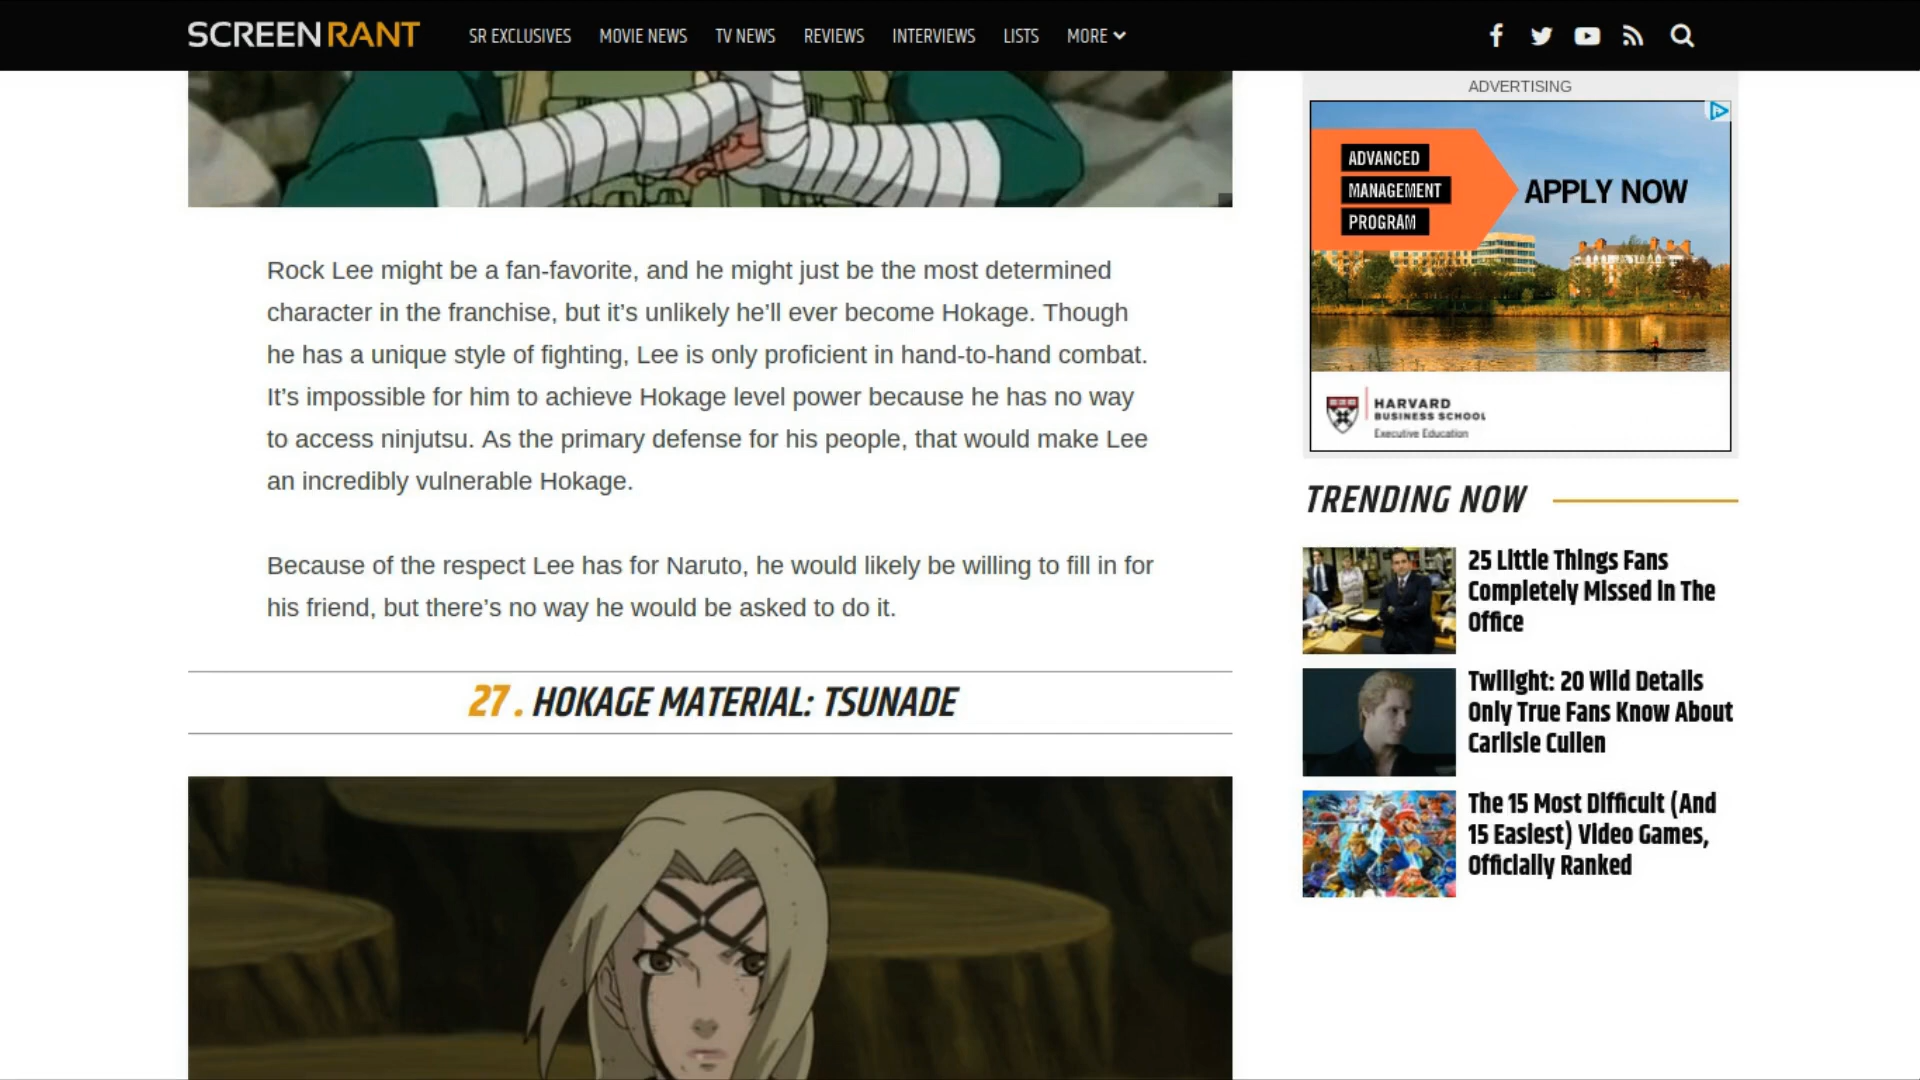 SCREENRANT
SR EXCLUSIVES MOVIE NEWS TV NEWS REVIEWS INTERVIEWS LISTS MORE
Rock Lee might be a fan-favorite, and he might just be the most determined
character in the franchise, but it’s unlikely he’ll ever become Hokage. Though
he has a unique style of fighting, Lee is only proficient in hand-to-hand combat.
It’s impossible for him to achieve Hokage level power because he has no way
to access ninjutsu. As the primary defense for his people, that would make Lee
an incredibly vulnerable Hokage.
Because of the respect Lee has for Naruto, he would likely be willing to fill in for
his friend, but there’s no way he would be asked to do it.
27 . HOKAGE MATERIAL: TSUNADE
ADVERTISING
ADVANCED
MANAGEMENT
PROGRAM
APPLY NOW
HARVARD
BUSINESS SCHOOL
Executive Education
TRENDING NOW
25 Little Things Fans
Completely Missed In The
Office
Twilight: 20 Wild Details
Only True Fans Know About
Carlisle Cullen
The 15 Most Difficult (And
15 Easiest) Video Games,
Officially Ranked